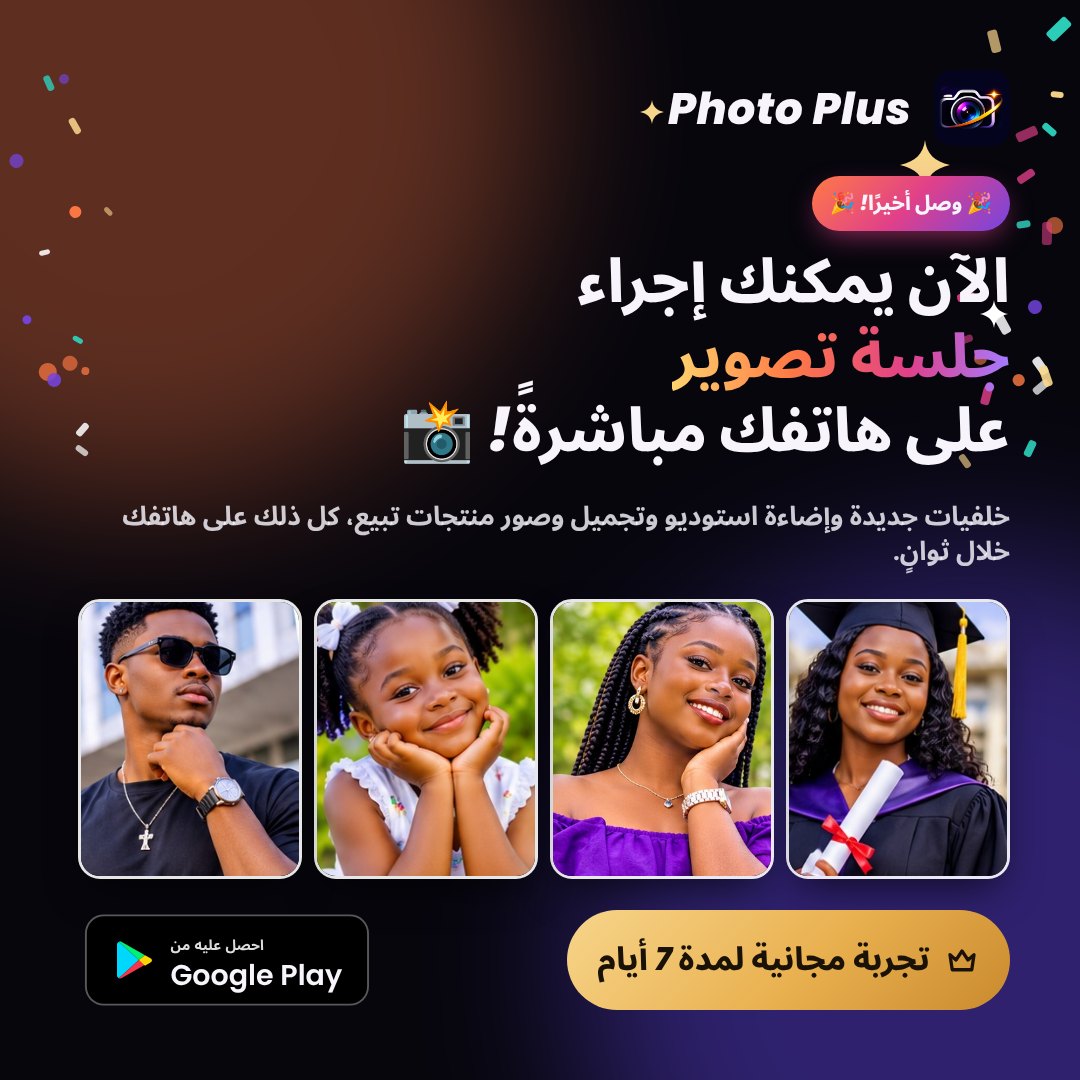 Photo Plus
🎉 وصل أخيرًا! 🎉
الآن يمكنك إجراء
جلسة تصوير
على هاتفك مباشرةً! 📸
خلفيات جديدة وإضاءة استوديو وتجميل وصور منتجات تبيع، كل ذلك على هاتفك
خلال ثوانٍ.
تجربة مجانية لمدة 7 أيام
احصل عليه من
Google Play